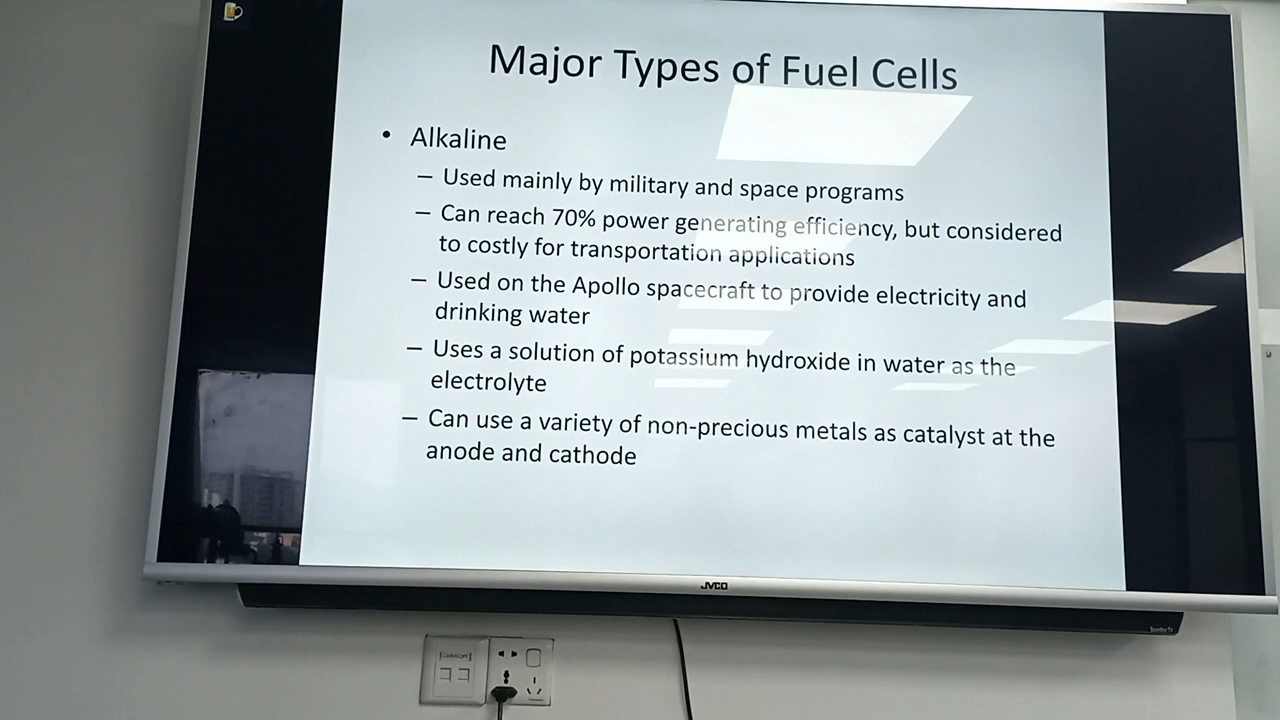 Major Types of Fuel Cells
• Alkaline
– Used mainly by military and space programs
– Can reach 70% power generating efficiency, but considered
to costly for transportation applications
– Used on the Apollo spacecraft to provide electricity and
drinking water
– Uses a solution of potassium hydroxide in water as the
electrolyte
– Can use a variety of non-precious metals as catalyst at the
anode and cathode
JVCO